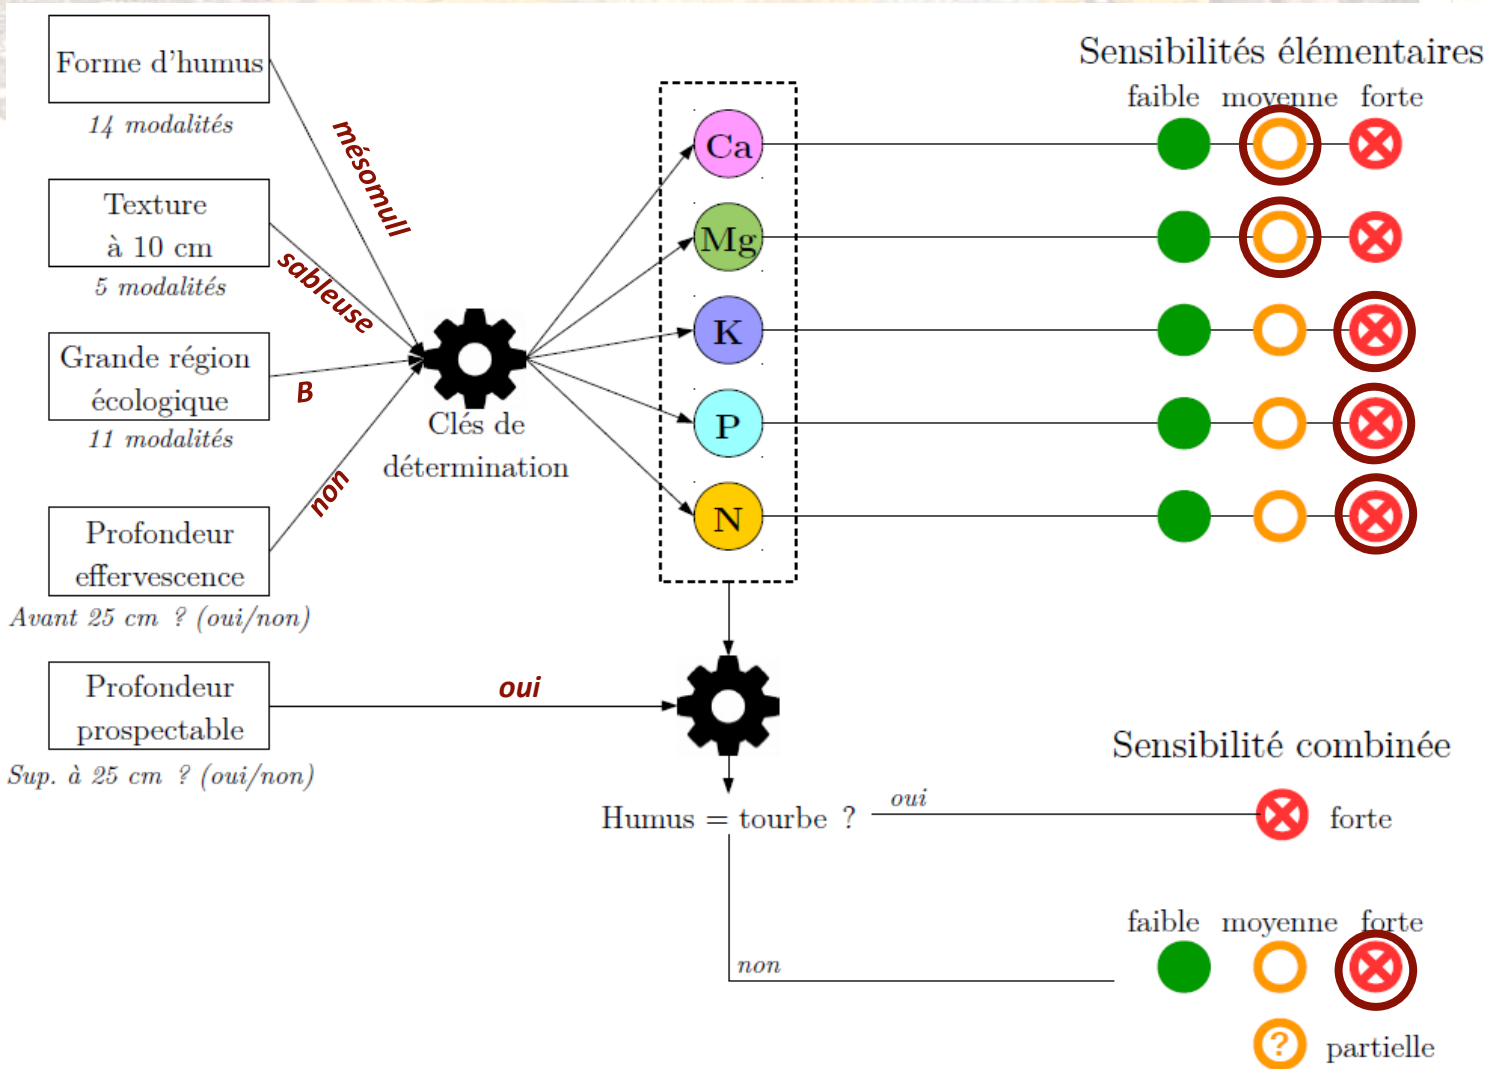 Forme d'humus
14 modalités
mésomull
Texture
à 10 cm
5 modalités
sableuse
Grande région
écologique
11 modalités
B
Profondeur
effervescence
Avant 25 cm ? (oui/non)
non
Profondeur
prospectable
Sup. à 25 cm ? (oui/non)
oui
Clés de
détermination
Ca
Mg
K
P
N
Sensibilités élémentaires
faible moyenne forte
Humus = tourbe ?
oui
non
Sensibilité combinée
forte
faible moyenne forte
? partielle